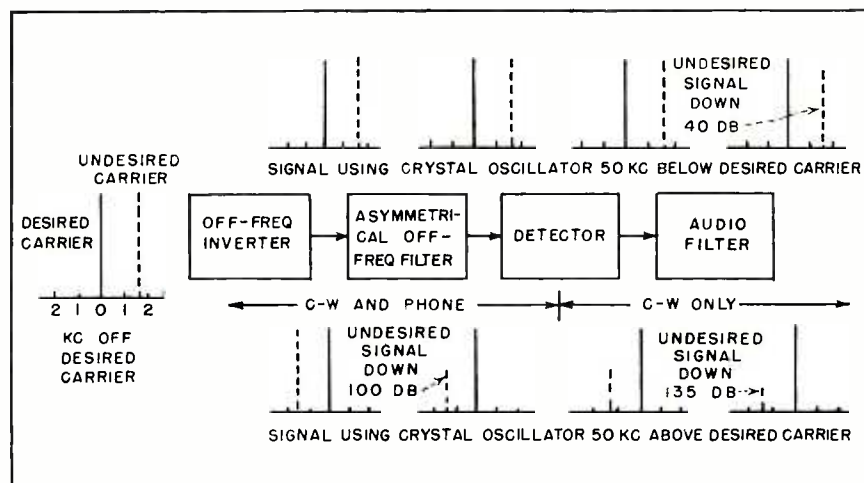 UNDESIRED
SIGNAL
DOWN
40 DB
SIGNAL USING CRYSTAL OSCILLATOR 50 KC BELOW DESIRED CARRIER
UNDESIRED
CARRIER
DESIRED
CARRIER
2 1 0 1 2
KC OFF
DESIRED
CARRIER
OFF-FREQ
INVERTER
ASYMMETRI-
CAL OFF-
FREQ FILTER
DETECTOR
AUDIO
FILTER
C-W AND PHONE
C-W ONLY
UNDESIRED
SIGNAL
DOWN
100 DB
UNDESIRED
SIGNAL
DOWN
135 DB
SIGNAL USING CRYSTAL OSCILLATOR 50 KC ABOVE DESIRED CARRIER